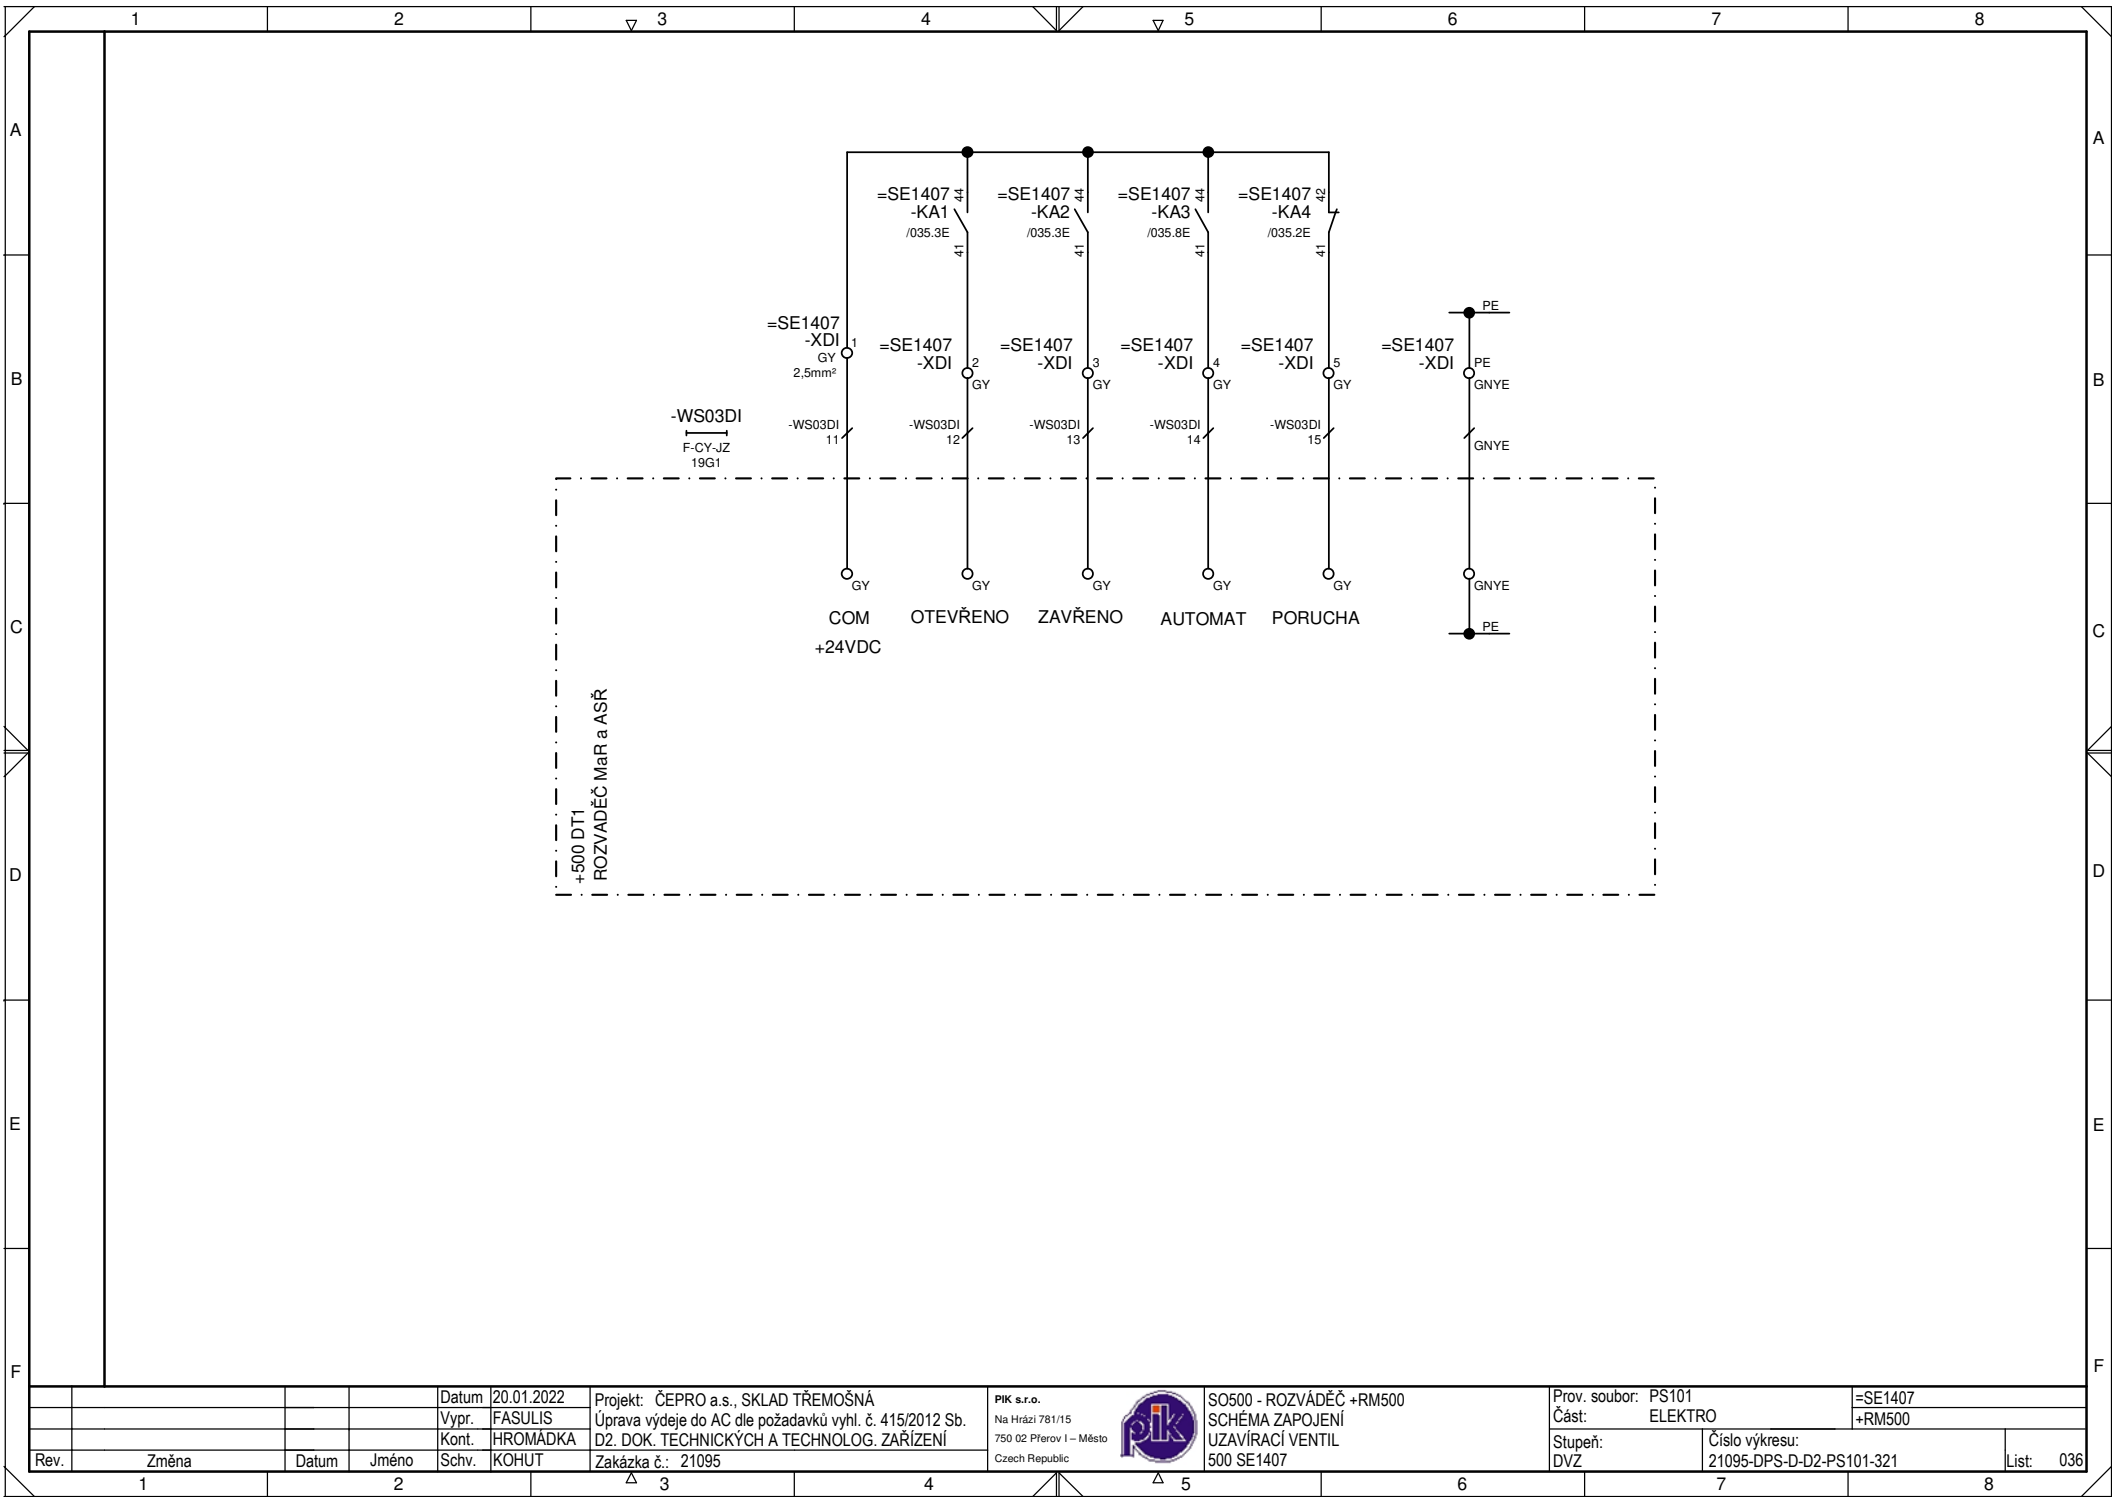 1 2 3 4 5 6 7 8
A A
=SE1407 44 =SE1407 44 =SE1407 44 =SE1407 42
-KA1 -KA2 -KA3 -KA4
/035.3E /035.3E /035.8E /035.2E
41 41 41 41
PE
=SE1407
-XDI 1
GY
2,5mm²
=SE1407 =SE1407 =SE1407 =SE1407 =SE1407
-XDI 2 -XDI 3 -XDI 4 -XDI 5 -XDI PE
GY GY GY GY GNYE
B B
-WS03DI
F-CY-JZ
19G1
-WS03DI -WS03DI -WS03DI -WS03DI -WS03DI
11 12 13 14 15 GNYE
GY GY GY GY GY GNYE
COM OTEVŘENO ZAVŘENO AUTOMAT PORUCHA
+24VDC
PE
C C
+500 DT1
ROZVADĚČ MaR a ASŘ
D D
E E
F F
Rev. Změna Datum Jméno
Datum 20.01.2022
Vypr. FASULIS
Kont. HROMÁDKA
Schv. KOHUT
Projekt: ČEPRO a.s., SKLAD TŘEMOŠNÁ
Úprava výdeje do AC dle požadavků vyhl. č. 415/2012 Sb.
D2. DOK. TECHNICKÝCH A TECHNOLOG. ZAŘÍZENÍ
Zakázka č.: 21095
PIK s.r.o.
Na Hrázi 781/15
750 02 Přerov I – Město
Czech Republic
pik
SO500 - ROZVÁDĚČ +RM500
SCHÉMA ZAPOJENÍ
UZAVÍRACÍ VENTIL
500 SE1407
Prov. soubor: PS101
Část: ELEKTRO
=SE1407
+RM500
Stupeň:
DVZ
Číslo výkresu:
21095-DPS-D-D2-PS101-321
List: 036
1 2 3 4 5 6 7 8